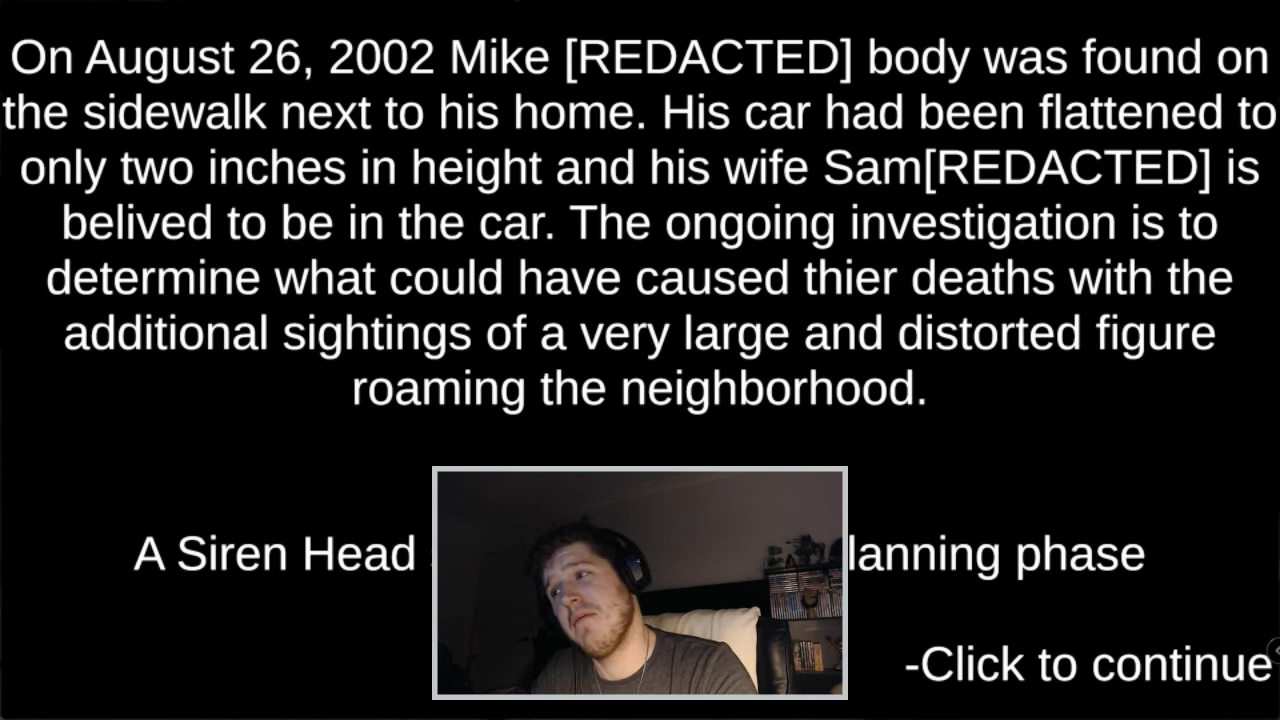 On August 26, 2002 Mike [REDACTED] body was found on
the sidewalk next to his home. His car had been flattened to
only two inches in height and his wife Sam[REDACTED] is
belived to be in the car. The ongoing investigation is to
determine what could have caused thier deaths with the
additional sightings of a very large and distorted figure
roaming the neighborhood.
A Siren Head lanning phase
-Click to continue